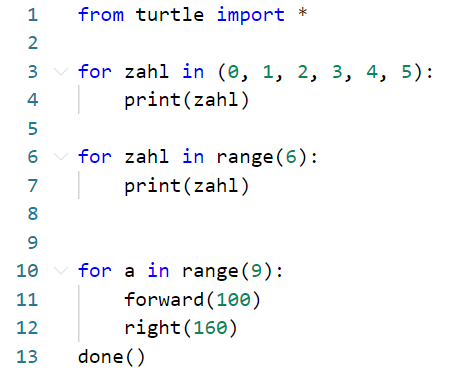 1 from turtle import *
2
3 for zahl in (0, 1, 2, 3, 4, 5):
4     print(zahl)
5
6 for zahl in range(6):
7     print(zahl)
8
9
10 for a in range(9):
11     forward(100)
12     right(160)
13 done()